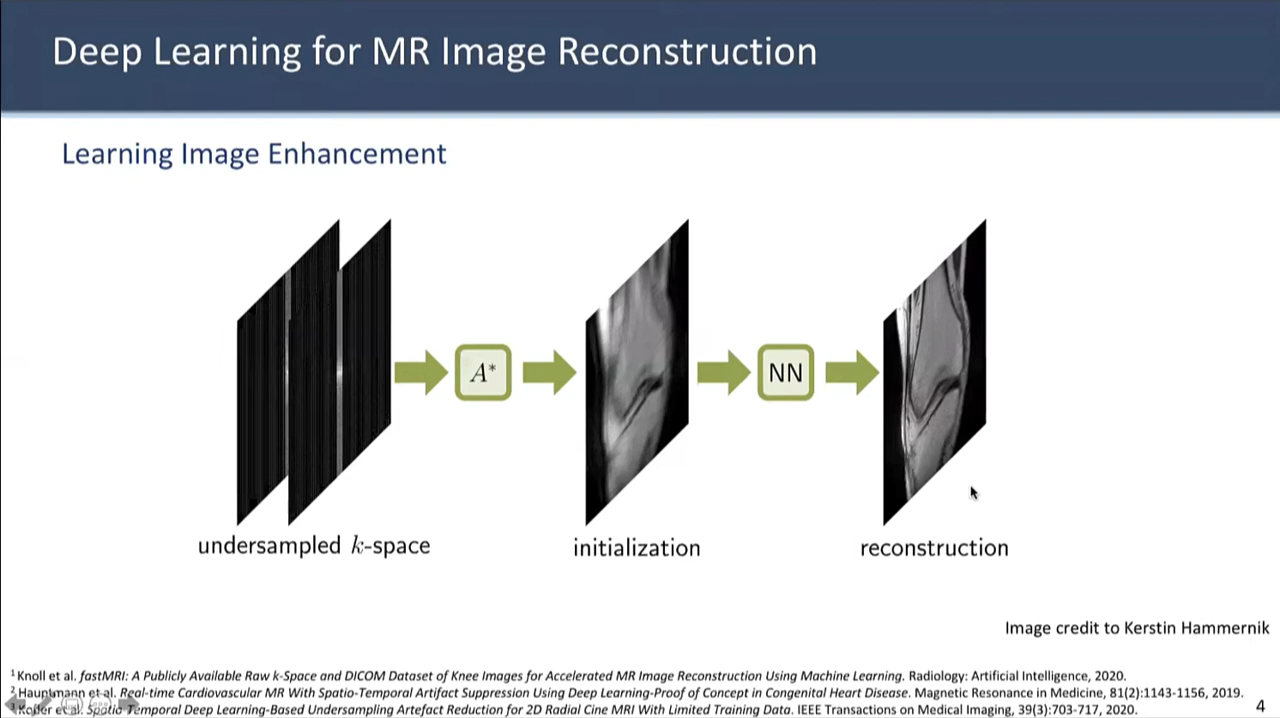 Deep Learning for MR Image Reconstruction
Learning Image Enhancement
A*
NN
undersampled k-space
initialization
reconstruction
Image credit to Kerstin Hammernik
¹ Knoll et al. fastMRI: A Publicly Available Raw k-Space and DICOM Dataset of Knee Images for Accelerated MR Image Reconstruction Using Machine Learning. Radiology: Artificial Intelligence, 2020.
² Hauptmann et al. Real-time Cardiovascular MR With Spatio-Temporal Artifact Suppression Using Deep Learning-Proof of Concept in Congenital Heart Disease. Magnetic Resonance in Medicine, 81(2):1143-1156, 2019.
Kofler et al. Spatio-Temporal Deep Learning-Based Undersampling Artefact Reduction for 2D Radial Cine MRI With Limited Training Data. IEEE Transactions on Medical Imaging, 39(3):703-717, 2020.
4